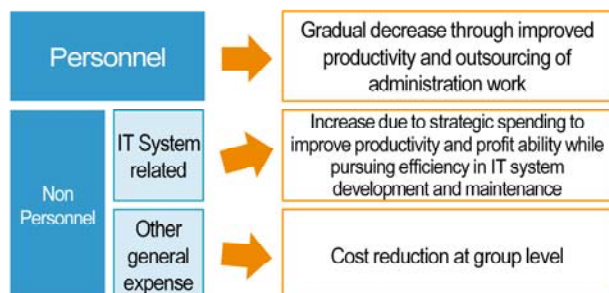 Personnel
Gradual decrease through improved
productivity and outsourcing of
administration work
Non
Personnel
IT System
related
Increase due to strategic spending to
improve productivity and profit ability while
pursuing efficiency in IT system
development and maintenance
Other
general
expense
Cost reduction at group level